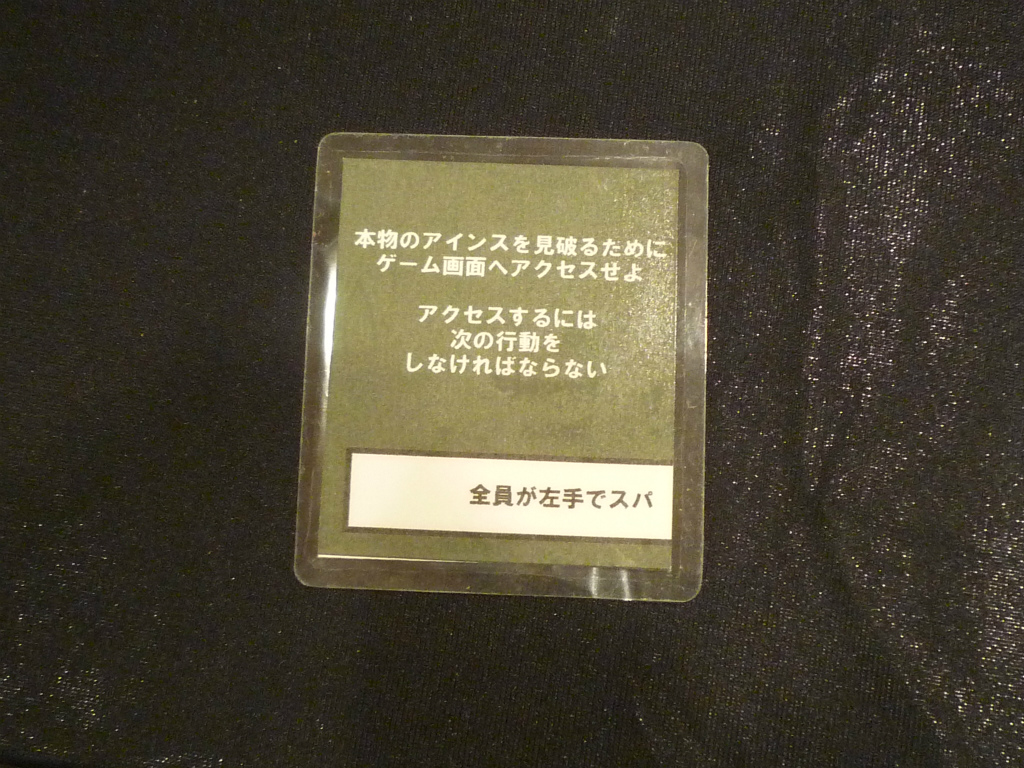 本物のアインスを見破るために
ゲーム画面へアクセスせよ
アクセスするには
次の行動を
しなければならない
全員が左手でスパ